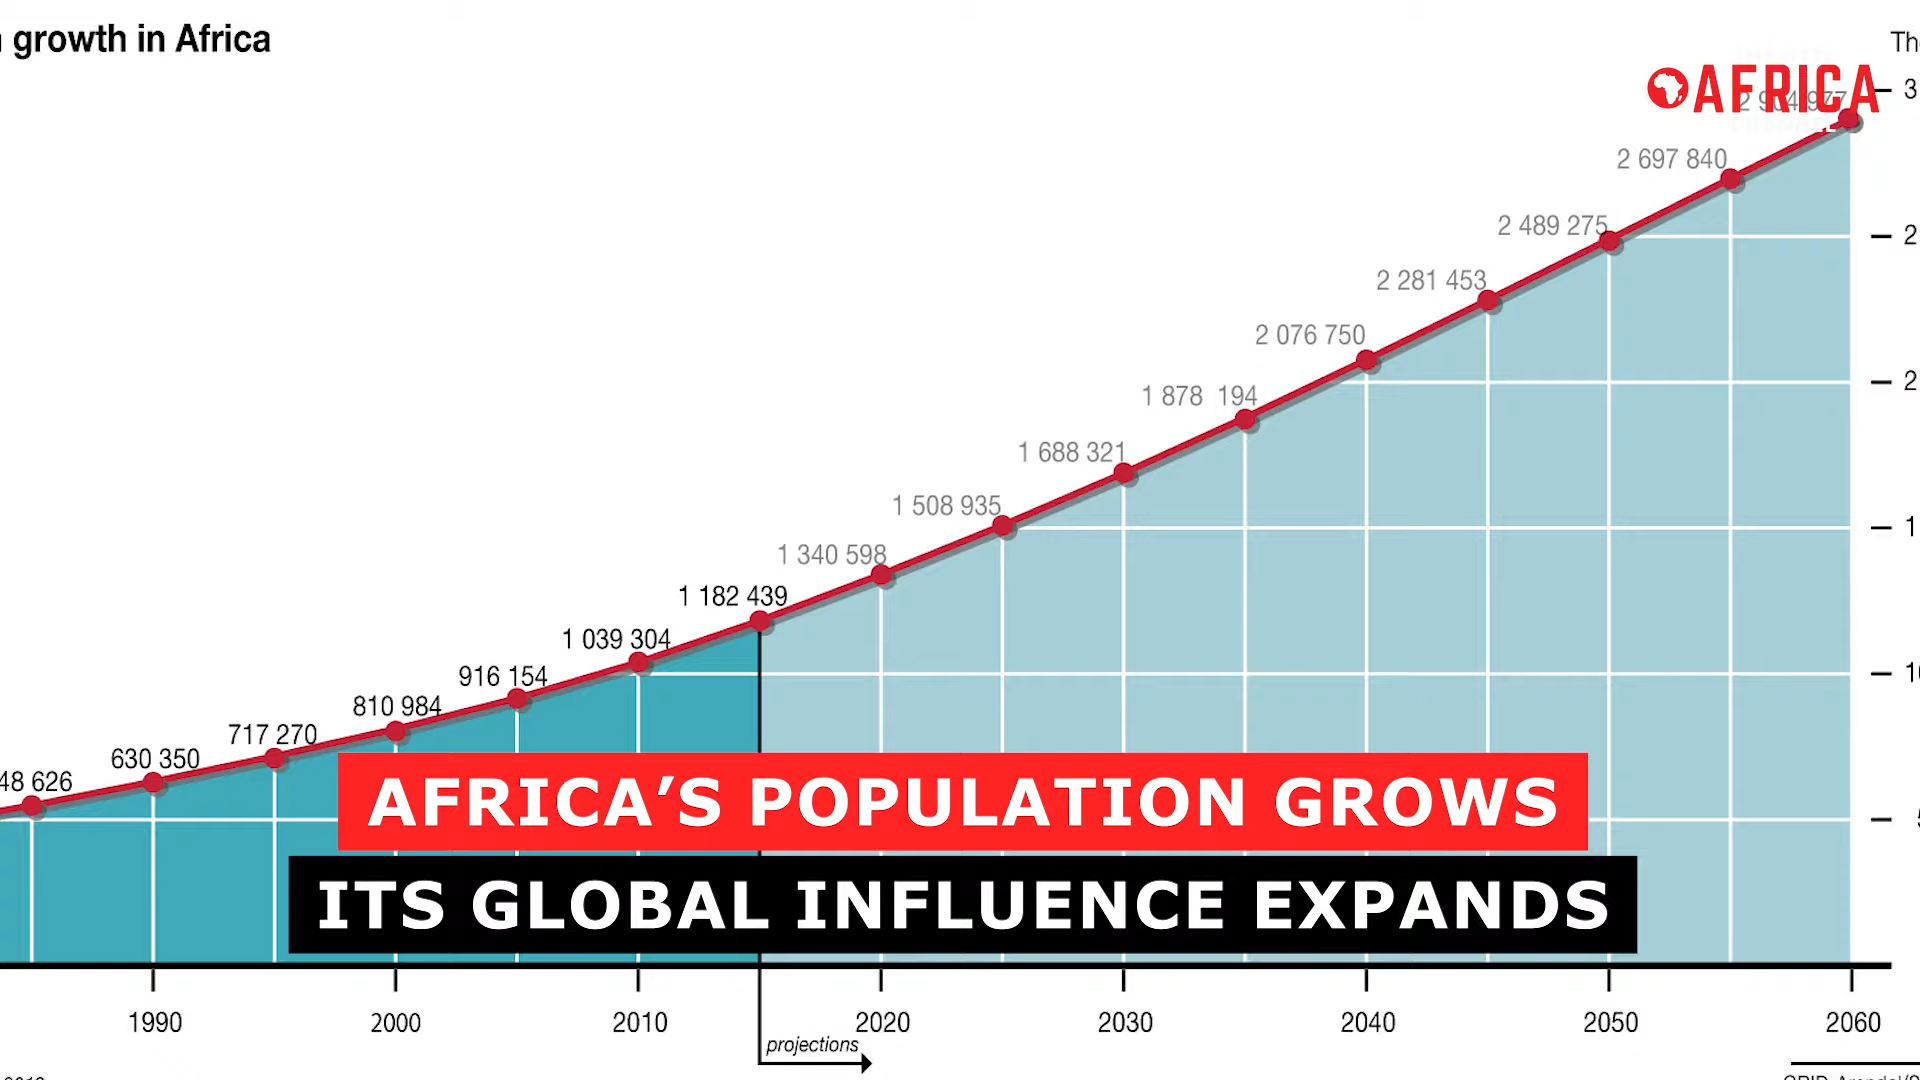 growth in Africa
AFRICA
2 904 977
2 697 840
2 489 275
2 281 453
2 076 750
1 878 194
1 688 321
1 508 935
1 340 598
1 182 439
1 039 304
916 154
810 984
717 270
630 350
48 626
AFRICA’S POPULATION GROWS
ITS GLOBAL INFLUENCE EXPANDS
1990 2000 2010 2020 2030 2040 2050 2060
projections